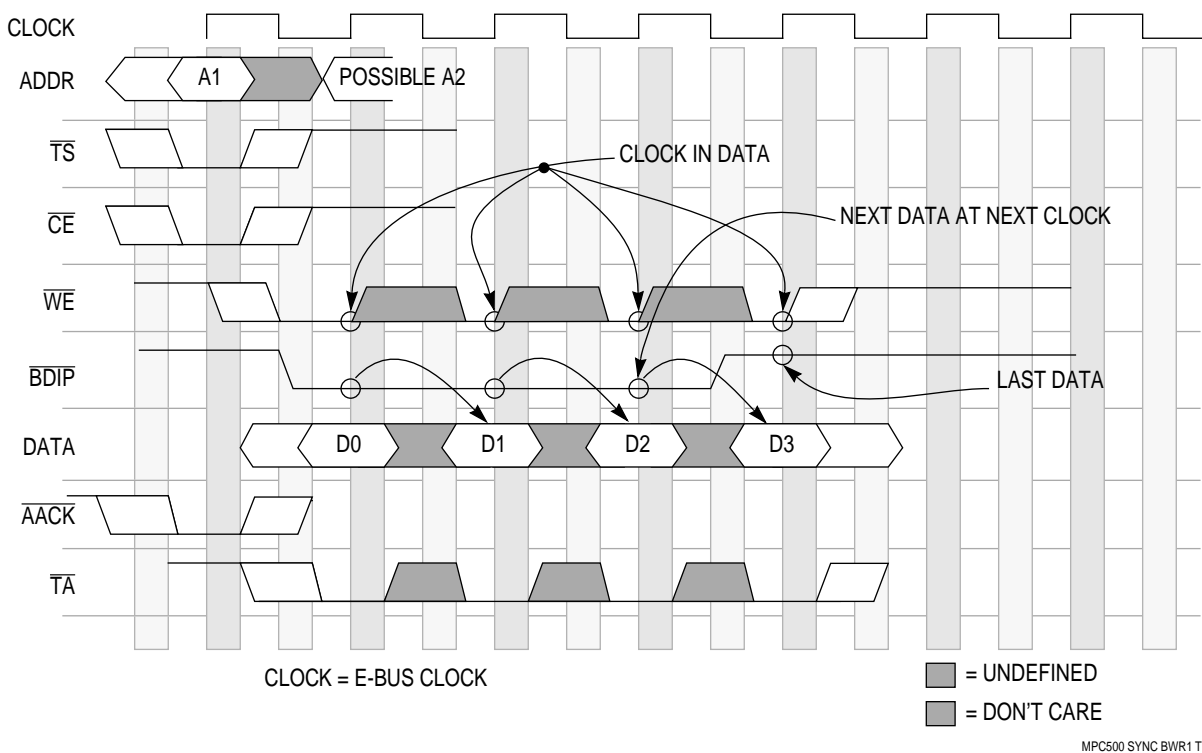 CLOCK
ADDR
A1
POSSIBLE A2
TS
CLOCK IN DATA
CE
NEXT DATA AT NEXT CLOCK
WE
BDIP
LAST DATA
DATA
D0
D1
D2
D3
AACK
TA
CLOCK = E-BUS CLOCK
= UNDEFINED
= DON'T CARE
MPC500 SYNC BWR1 T